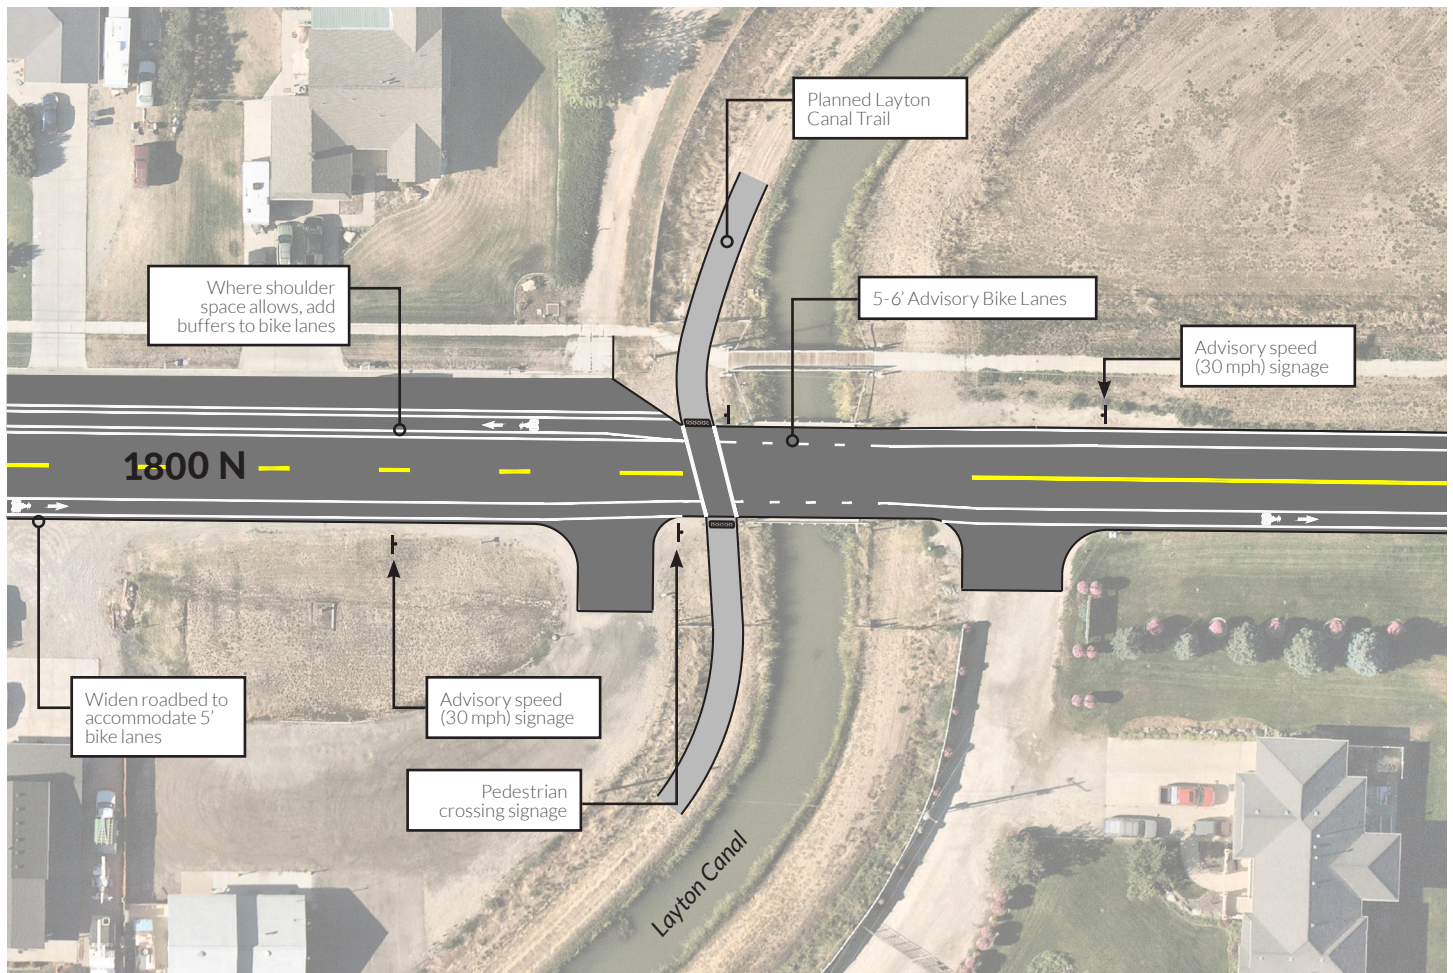 Planned Layton
Canal Trail
Where shoulder
space allows, add
buffers to bike lanes
5-6’ Advisory Bike Lanes
Advisory speed
(30 mph) signage
1800 N
Widen roadbed to
accommodate 5’
bike lanes
Advisory speed
(30 mph) signage
Pedestrian
crossing signage
Layton Canal